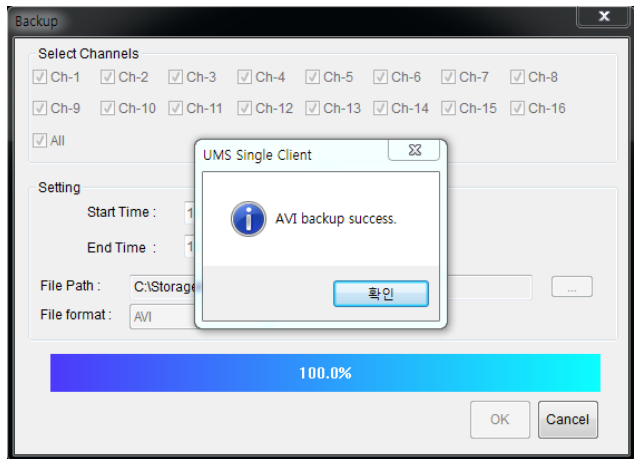 Backup
Select Channels
Ch-1 Ch-2 Ch-3 Ch-4 Ch-5 Ch-6 Ch-7 Ch-8
Ch-9 Ch-10 Ch-11 Ch-12 Ch-13 Ch-14 Ch-15 Ch-16
All
UMS Single Client
AVI backup success.
확인
Setting
Start Time : 1
End Time : 1
File Path : C:\Storage
...
File format : AVI
100.0%
OK Cancel